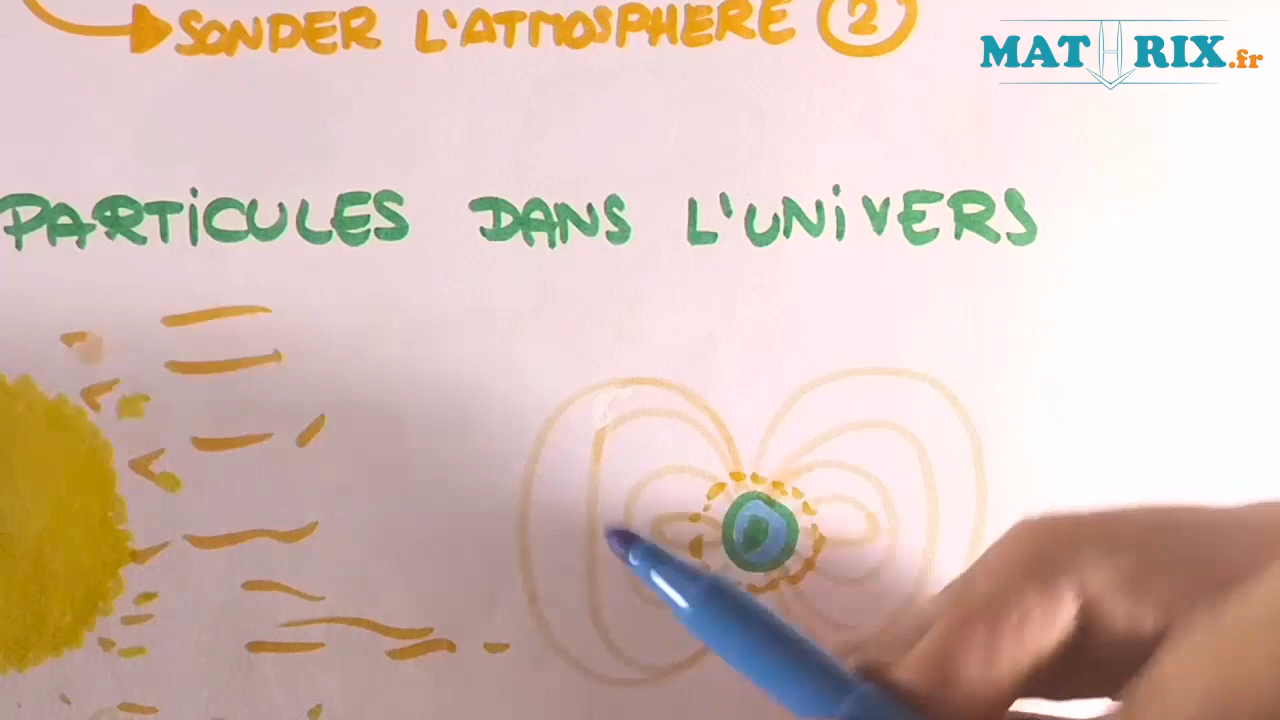 SONDER L'ATMOSPHERE 2
MATHRIX.fr
PARTICULES DANS L'UNIVERS